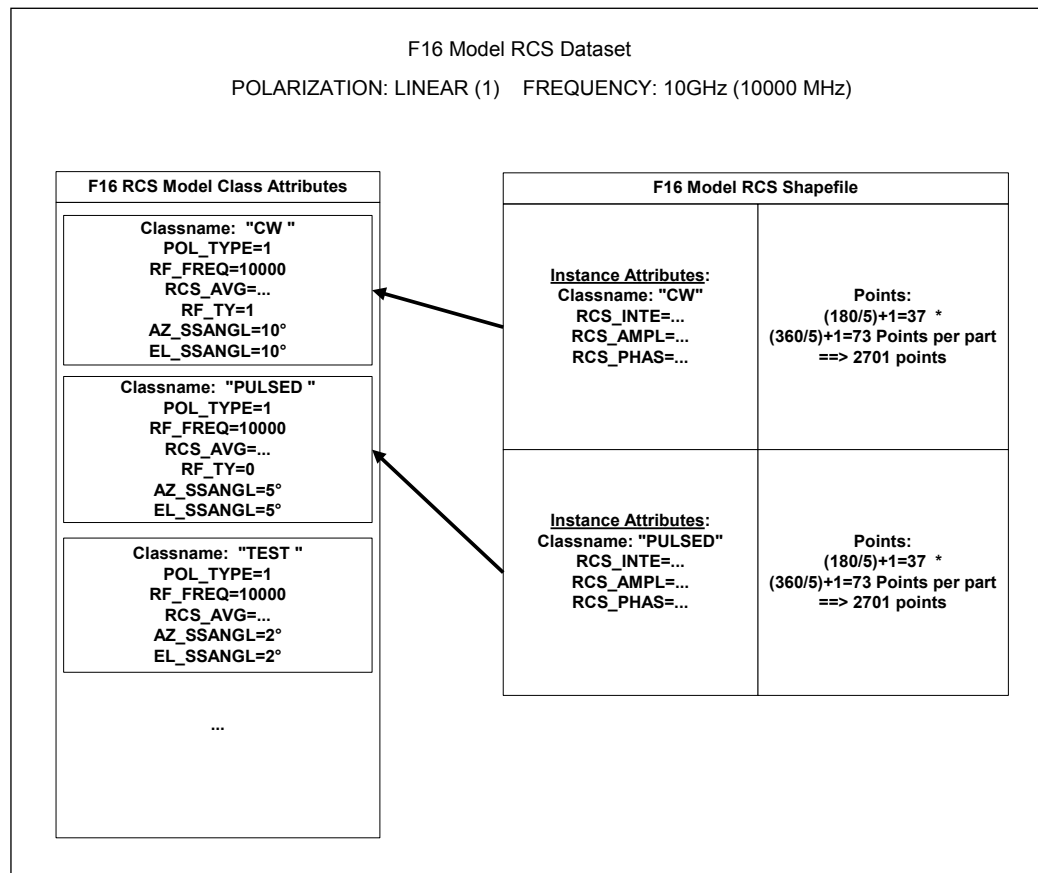 F16 Model RCS Dataset
POLARIZATION: LINEAR (1) FREQUENCY: 10GHz (10000 MHz)
F16 RCS Model Class Attributes
Classname: "CW "
POL_TYPE=1
RF_FREQ=10000
RCS_AVG=...
RF_TY=1
AZ_SSANGL=10°
EL_SSANGL=10°
Classname: "PULSED "
POL_TYPE=1
RF_FREQ=10000
RCS_AVG=...
RF_TY=0
AZ_SSANGL=5°
EL_SSANGL=5°
Classname: "TEST "
POL_TYPE=1
RF_FREQ=10000
RCS_AVG=...
AZ_SSANGL=2°
EL_SSANGL=2°
...
F16 Model RCS Shapefile
Instance Attributes:
Classname: "CW"
RCS_INTE=...
RCS_AMPL=...
RCS_PHAS=...
Points:
(180/5)+1=37 *
(360/5)+1=73 Points per part
==> 2701 points
Instance Attributes:
Classname: "PULSED"
RCS_INTE=...
RCS_AMPL=...
RCS_PHAS=...
Points:
(180/5)+1=37 *
(360/5)+1=73 Points per part
==> 2701 points